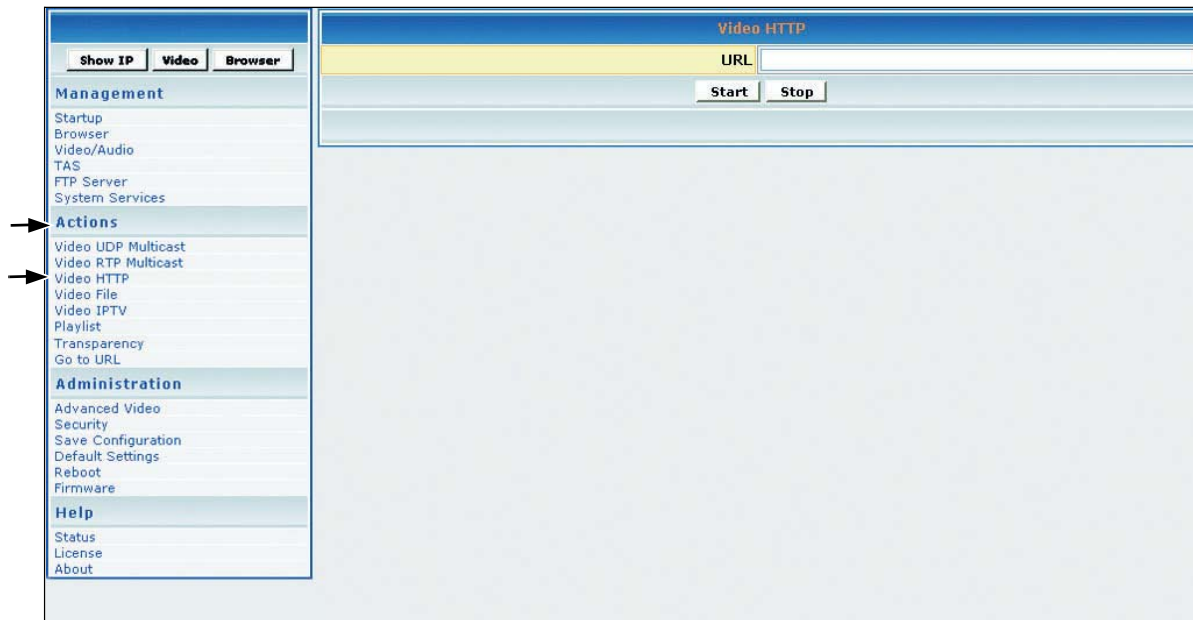 Show IP Video Browser
Management
Startup
Browser
Video/Audio
TAS
FTP Server
System Services
Actions
Video UDP Multicast
Video RTP Multicast
Video HTTP
Video File
Video IPTV
Playlist
Transparency
Go to URL
Administration
Advanced Video
Security
Save Configuration
Default Settings
Reboot
Firmware
Help
Status
License
About
Video HTTP
URL
Start Stop